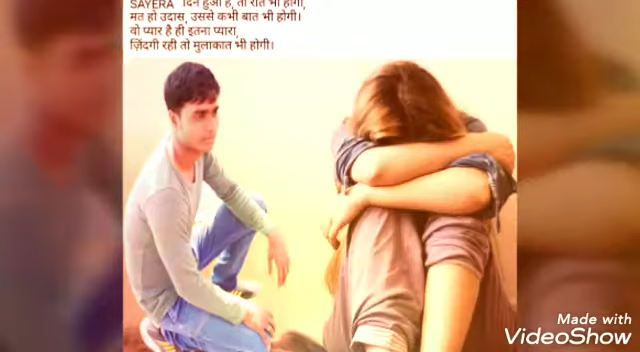 SAYERA दिन हुआ है, तो रात भी होगी,
मत हो उदास, उससे कभी बात भी होगी।
वो प्यार है ही इतना प्यारा,
ज़िंदगी रही तो मुलाकात भी होगी।
Made with
VideoShow